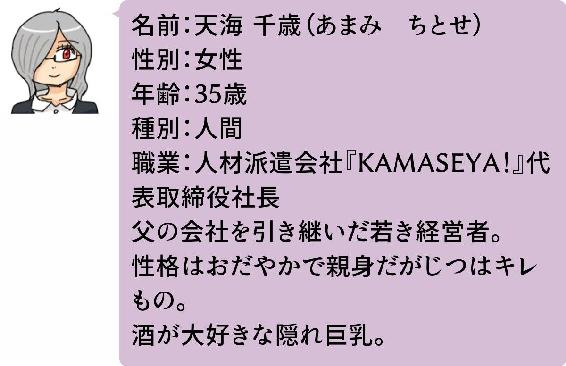 名前:天海 千歳(あまみ　ちとせ)
性別:女性
年齢:35歳
種別:人間
職業:人材派遣会社『KAMASEYA!』代
表取締役社長
父の会社を引き継いだ若き経営者。
性格はおだやかで親身だがじつはキレ
もの。
酒が大好きな隠れ巨乳。